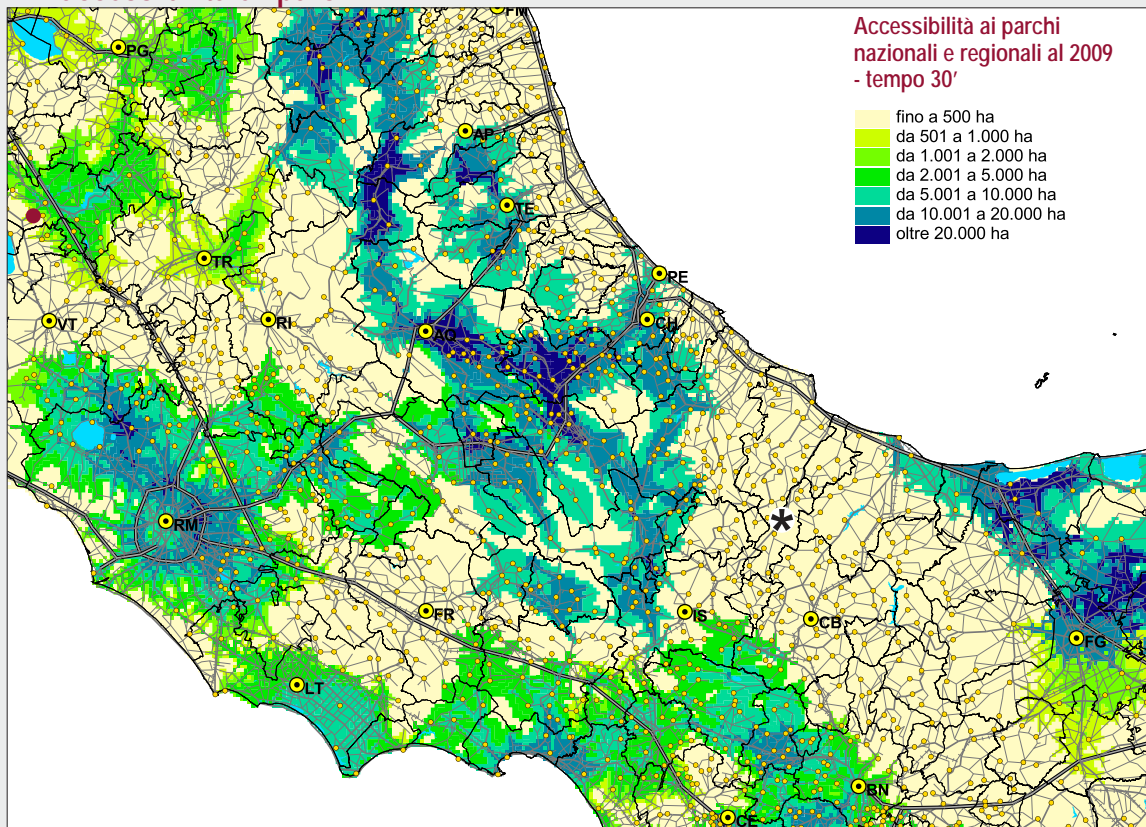 Accessibilità ai parchi
nazionali e regionali al 2009
- tempo 30'
fino a 500 ha
da 501 a 1.000 ha
da 1.001 a 2.000 ha
da 2.001 a 5.000 ha
da 5.001 a 10.000 ha
da 10.001 a 20.000 ha
oltre 20.000 ha
FM
PG
AP
TE
TR
PE
VT
RI
AQ
CH
RM
*
FR
IS
CB
FG
LT
BN
CE